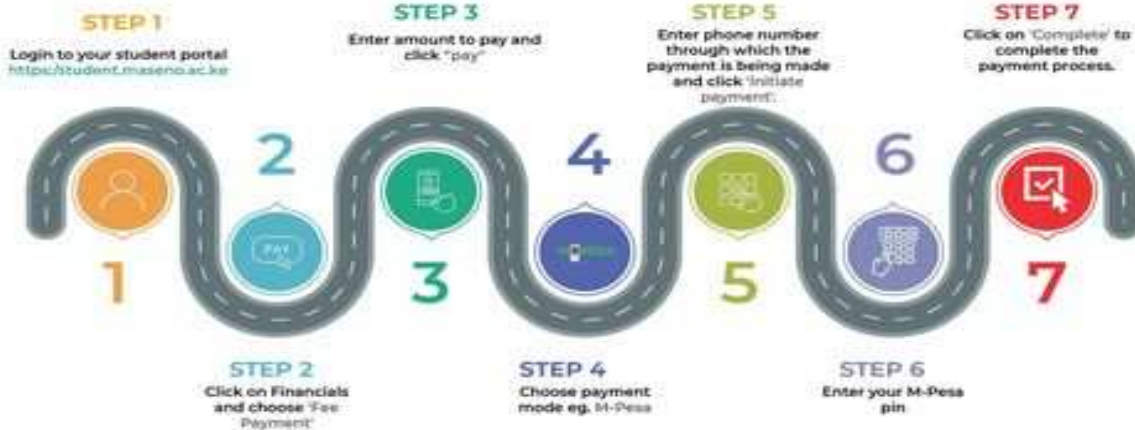 STEP 1
Login to your student portal
https:/student.maseno.ac.ke
1
2
STEP 2
Click on Financials
and choose 'Fee
Payment'
PAY
STEP 3
Enter amount to pay and
click "pay"
3
4
STEP 4
Choose payment
mode eg. M-Pesa
STEP 5
Enter phone number
through which the
payment is being made
and click 'Initiate
payment'.
5
6
STEP 6
Enter your M-Pesa
pin
STEP 7
Click on 'Complete' to
complete the
payment process.
7